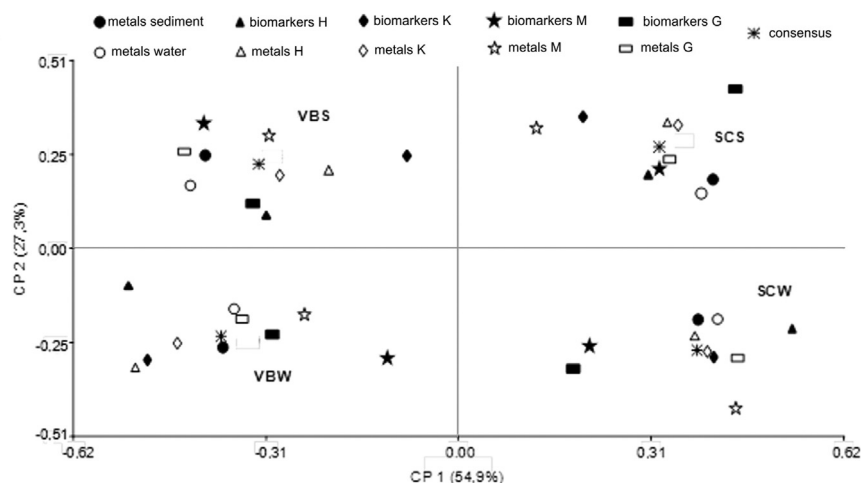 metals sediment biomarkers H biomarkers K biomarkers M biomarkers G consensus
metals water metals H metals K metals M metals G
0.51
VBS
SCS
0.25
CP 2 (27,3%)
0.00
SCW
-0.25
VBW
-0.51
-0.62 -0.31 0.00 0.31 0.62
CP 1 (54.9%)